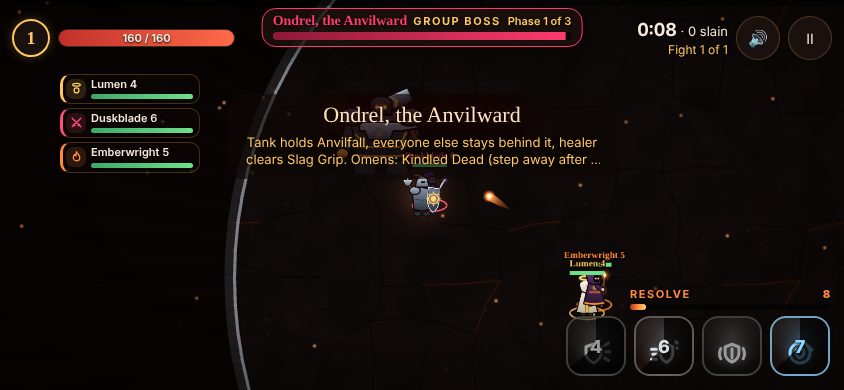 1
160 / 160
Ondrel, the Anvilward GROUP BOSS Phase 1 of 3
0:08 · 0 slain
Fight 1 of 1
Lumen 4
Duskblade 6
Emberwright 5
Ondrel, the Anvilward
Tank holds Anvilfall, everyone else stays behind it, healer
clears Slag Grip. Omens: Kindled Dead (step away after ...
Emberwright 5
Lumen 4
RESOLVE 8
4
6
7